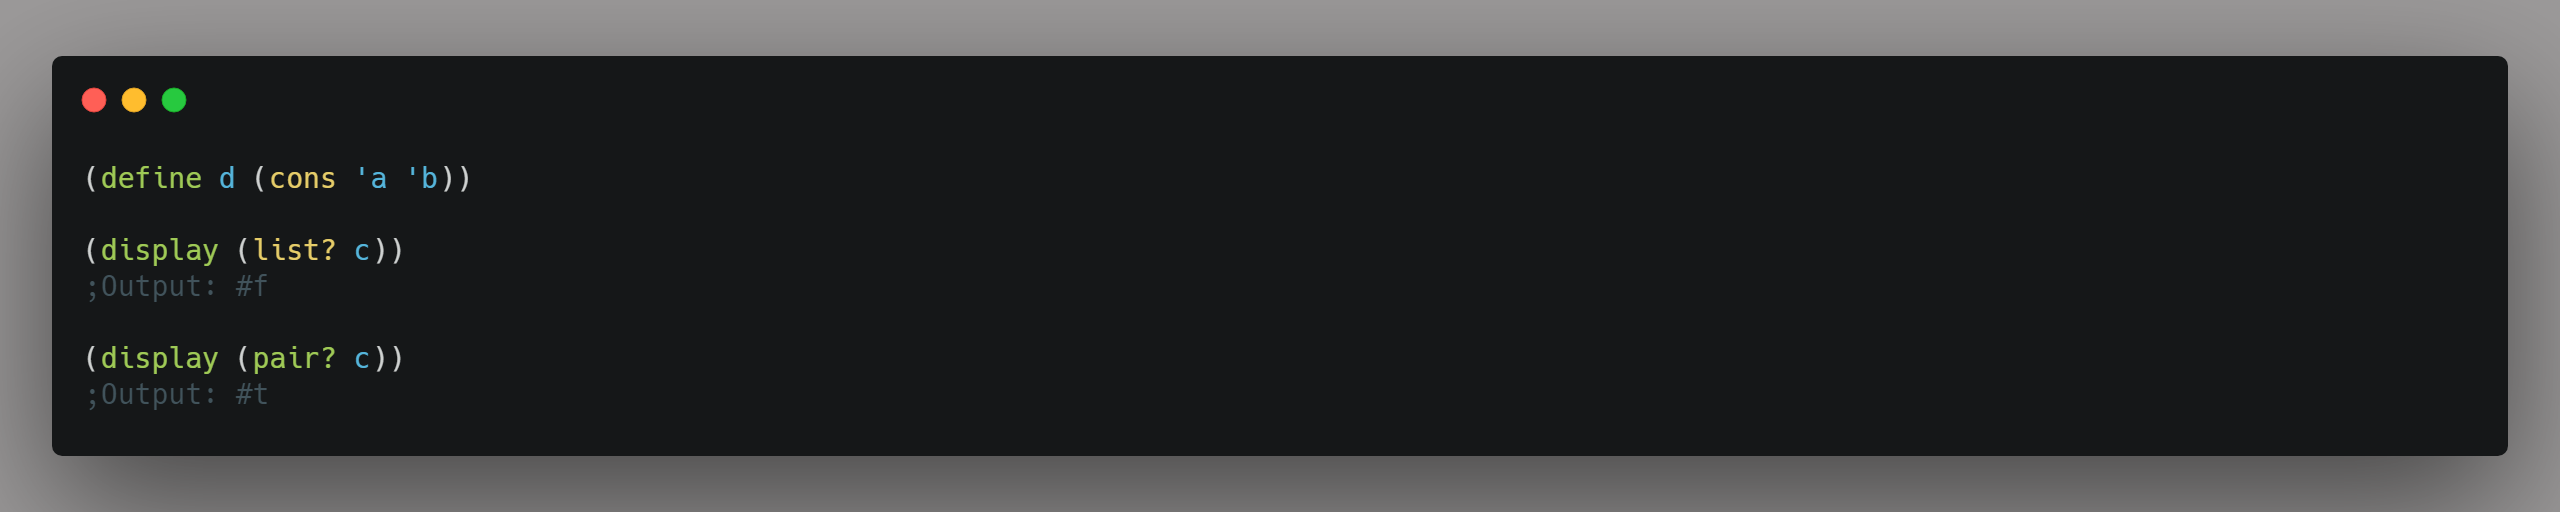 (define d (cons 'a 'b))
(display (list? c))
;Output: #f
(display (pair? c))
;Output: #t